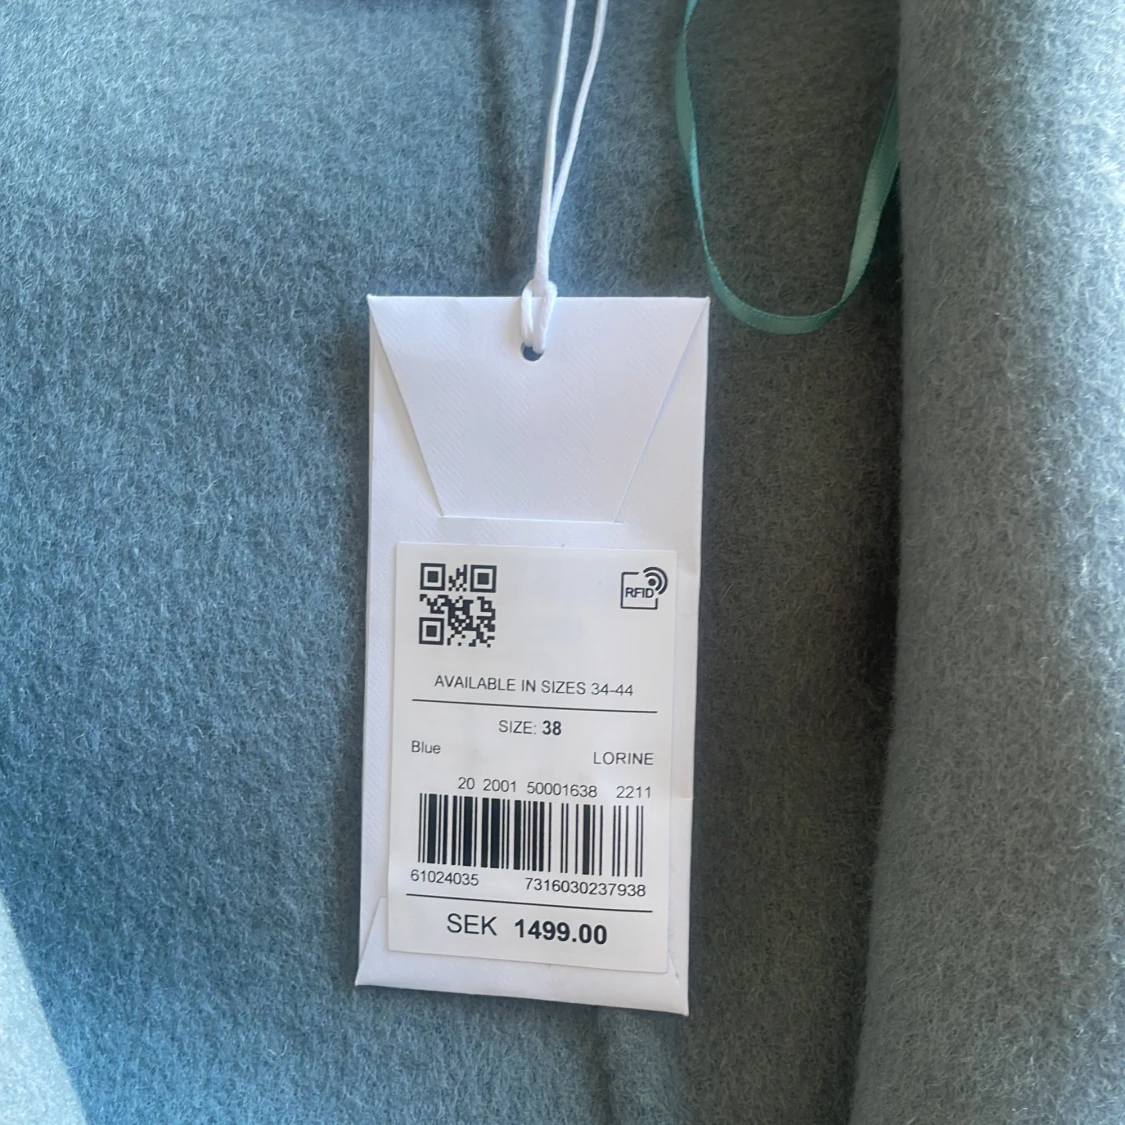 RFID
AVAILABLE IN SIZES 34-44
SIZE: 38
Blue LORINE
20 2001 50001638 2211
61024035 7316030237938
SEK 1499.00